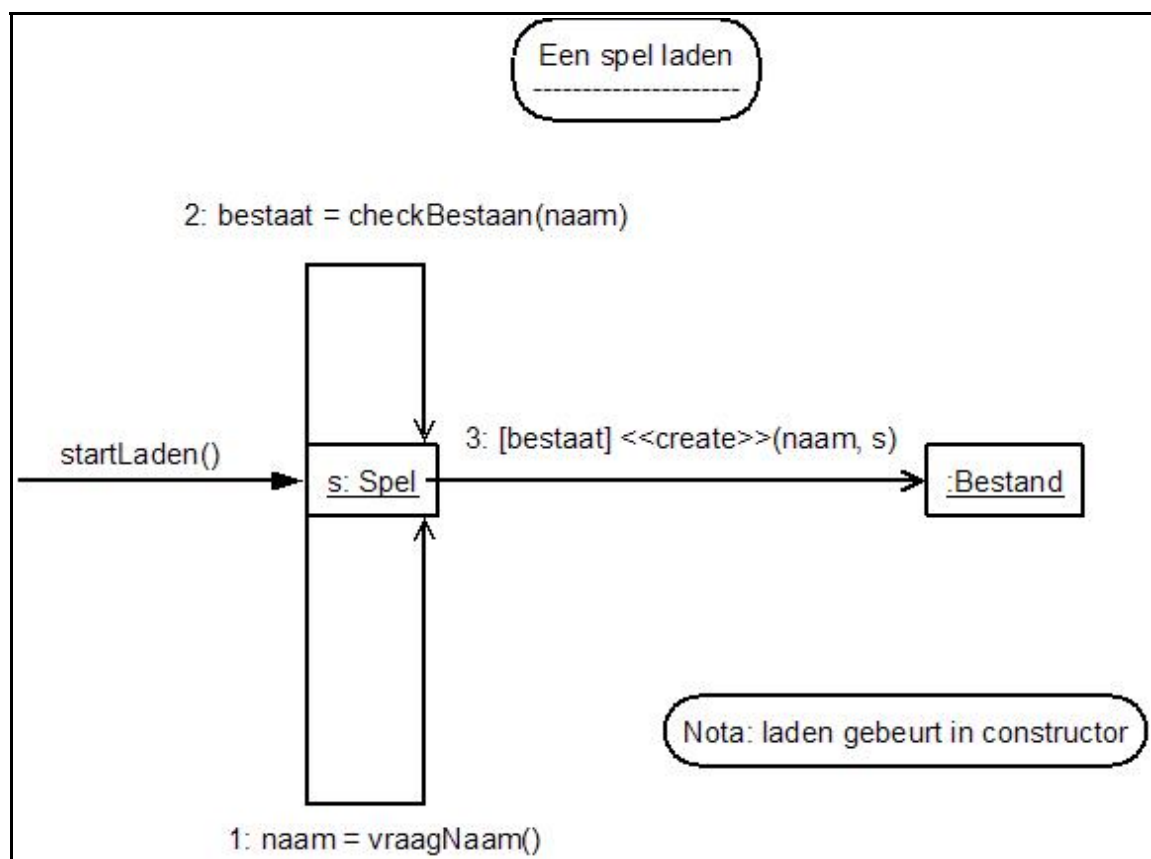 Een spel laden
2: bestaat = checkBestaan(naam)
3: [bestaat] <<create>>(naam, s)
startLaden()
s: Spel
:Bestand
Nota: laden gebeurt in constructor
1: naam = vraagNaam()